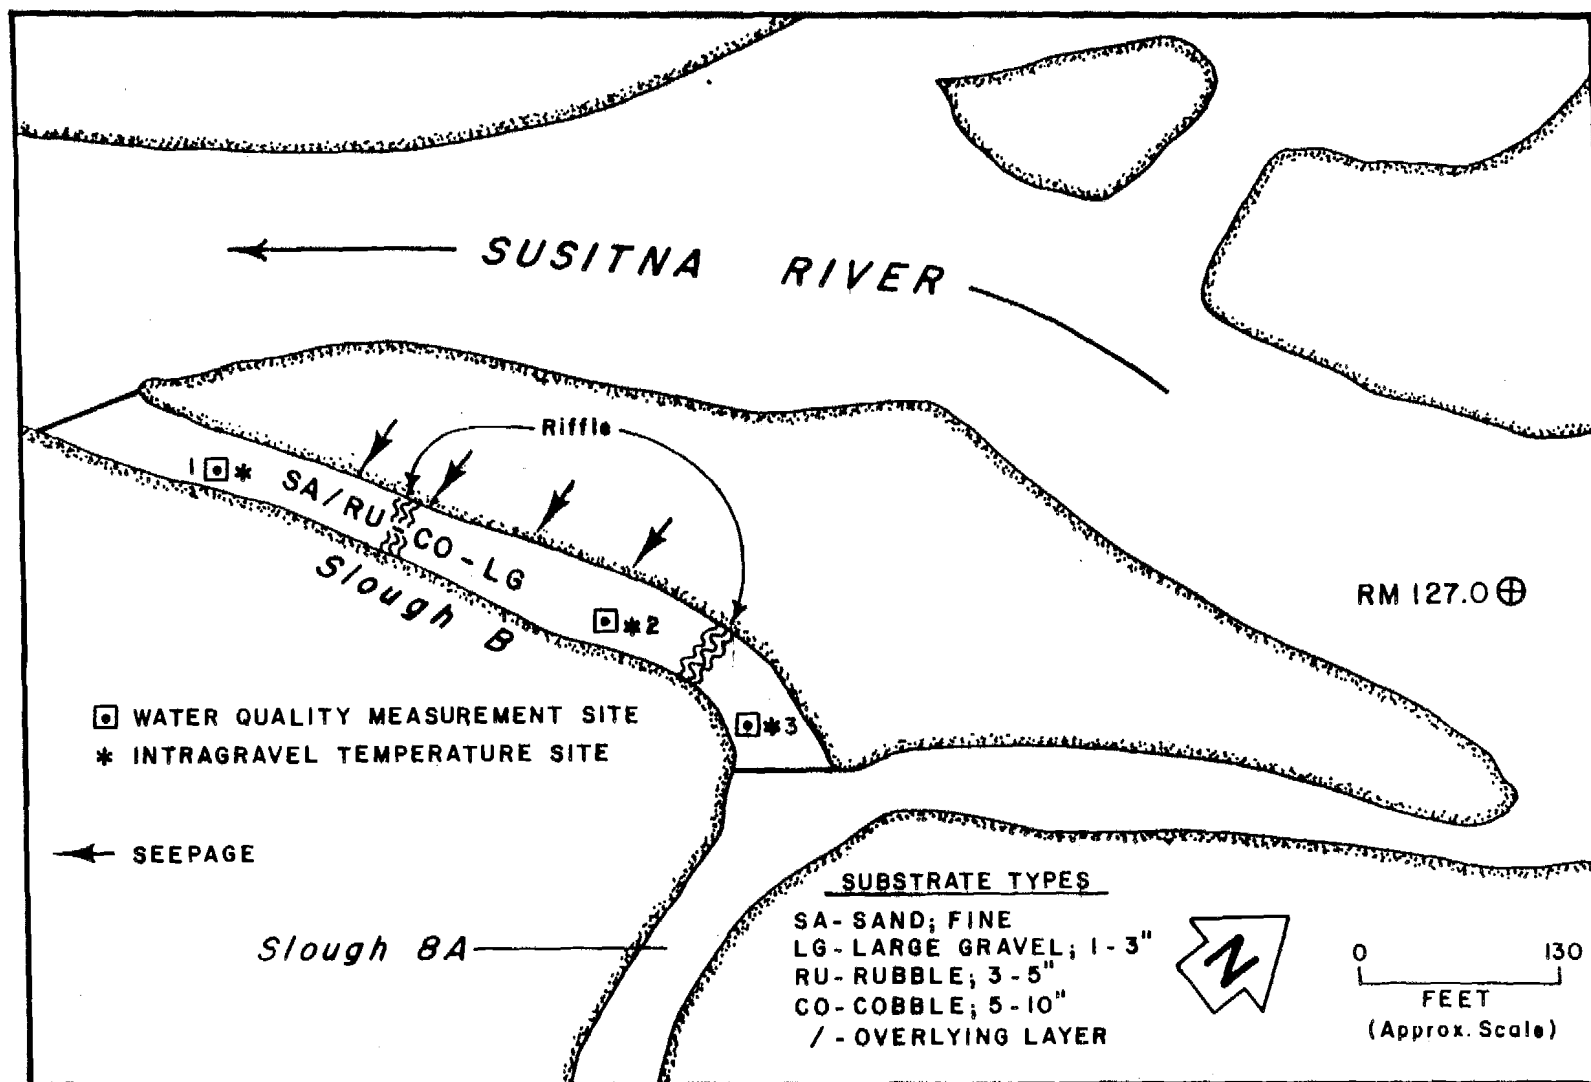 SUSITNA RIVER
Riffle
1
SA/RU-CO-LG
Slough B
2
RM 127.0
3
WATER QUALITY MEASUREMENT SITE
* INTRAGRAVEL TEMPERATURE SITE
SEEPAGE
Slough 8A
SUBSTRATE TYPES
SA- SAND; FINE
LG- LARGE GRAVEL; 1-3"
RU- RUBBLE; 3-5"
CO-COBBLE; 5-10"
/ - OVERLYING LAYER
N
0 130
FEET
(Approx. Scale)